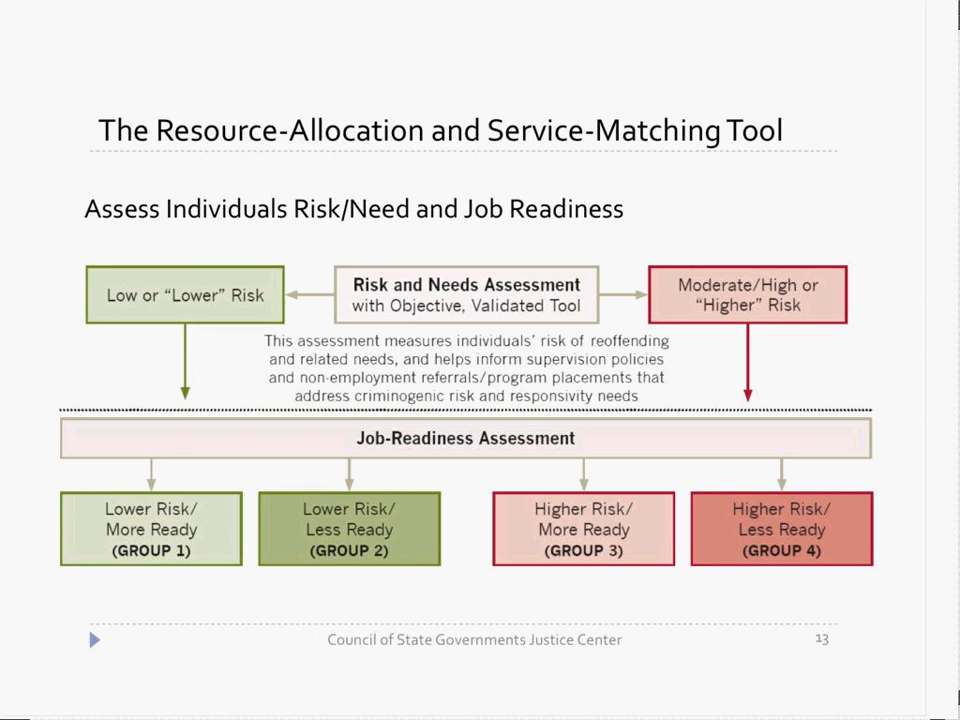 The Resource-Allocation and Service-Matching Tool
Assess Individuals Risk/Need and Job Readiness
Low or “Lower” Risk
Risk and Needs Assessment
with Objective, Validated Tool
Moderate/High or
“Higher” Risk
This assessment measures individuals’ risk of reoffending
and related needs, and helps inform supervision policies
and non-employment referrals/program placements that
address criminogenic risk and responsivity needs
Job-Readiness Assessment
Lower Risk/
More Ready
(GROUP 1)
Lower Risk/
Less Ready
(GROUP 2)
Higher Risk/
More Ready
(GROUP 3)
Higher Risk/
Less Ready
(GROUP 4)
Council of State Governments Justice Center
13